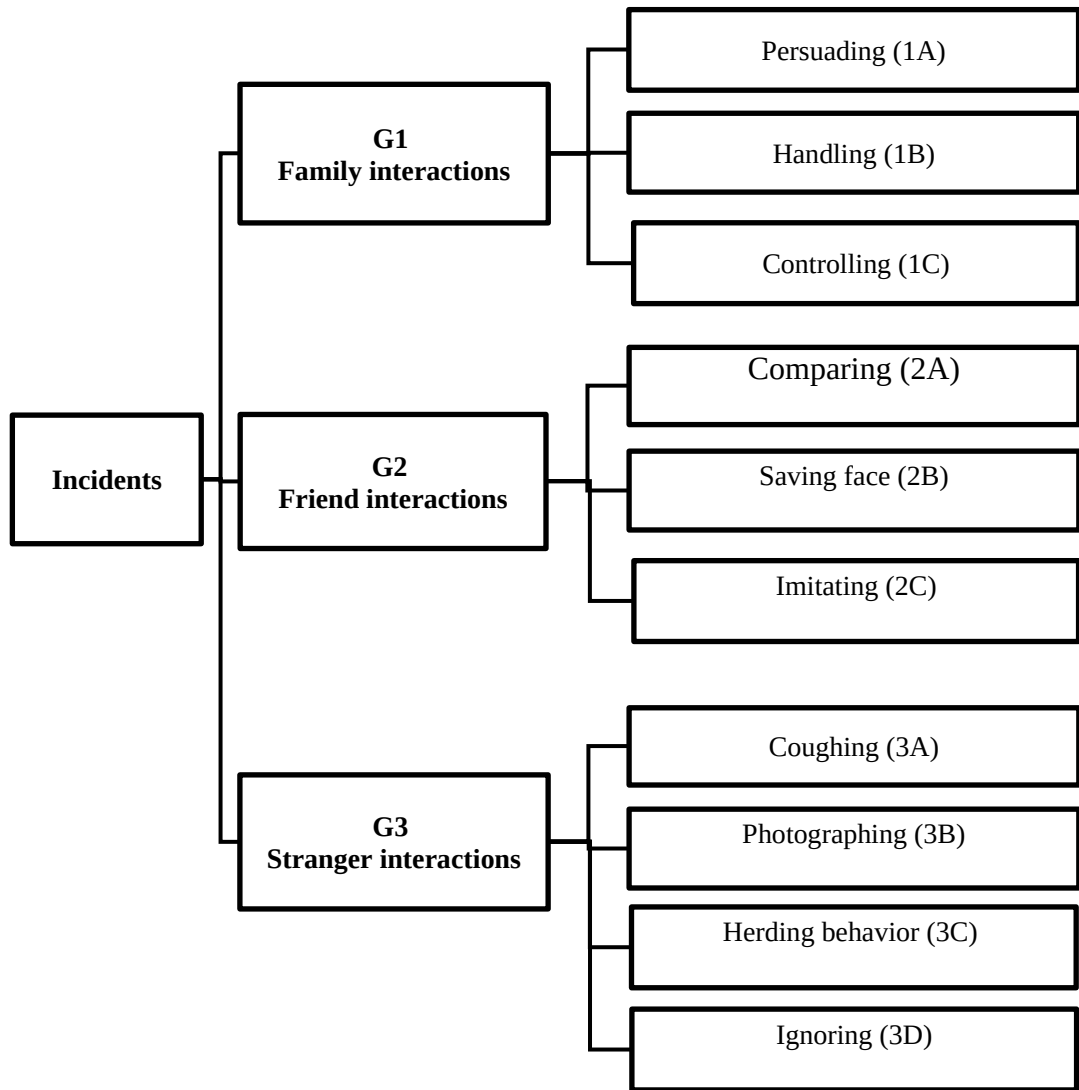 Incidents
G1
Family interactions
Persuading (1A)
Handling (1B)
Controlling (1C)
G2
Friend interactions
Comparing (2A)
Saving face (2B)
Imitating (2C)
G3
Stranger interactions
Coughing (3A)
Photographing (3B)
Herding behavior (3C)
Ignoring (3D)